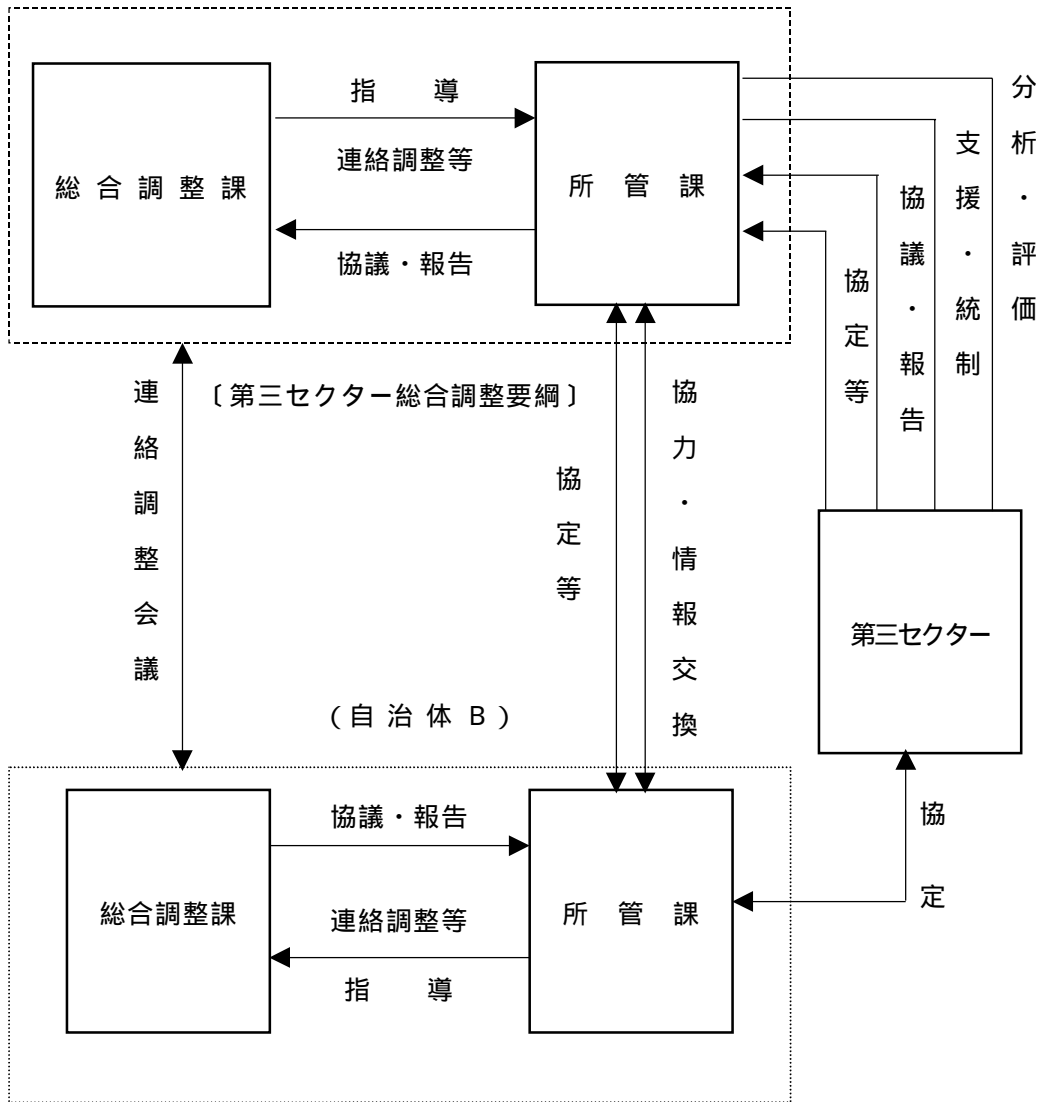 総合調整課
指　導
連絡調整等
協議・報告
所管課
分析・評価
支援・統制
協議・報告
協定等
連絡調整会議
〔第三セクター総合調整要綱〕
協定等
協力・情報交換
第三セクター
(自治体B)
総合調整課
協議・報告
連絡調整等
指　導
所管課
協定